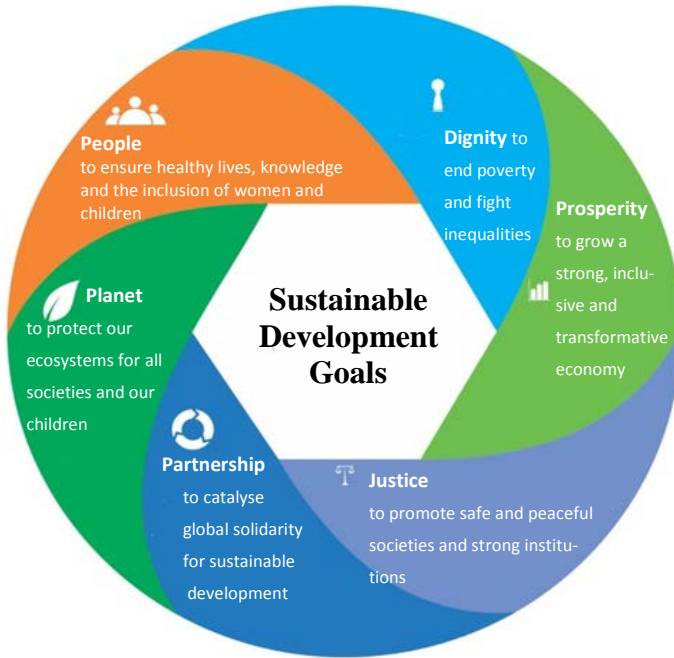 People
to ensure healthy lives, knowledge
and the inclusion of women and
children
Dignity to
end poverty
and fight
inequalities
Prosperity
to grow a
strong, inclu-
sive and
transformative
economy
Justice
to promote safe and peaceful
societies and strong institu-
tions
Partnership
to catalyse
global solidarity
for sustainable
development
Planet
to protect our
ecosystems for all
societies and our
children
Sustainable
Development
Goals